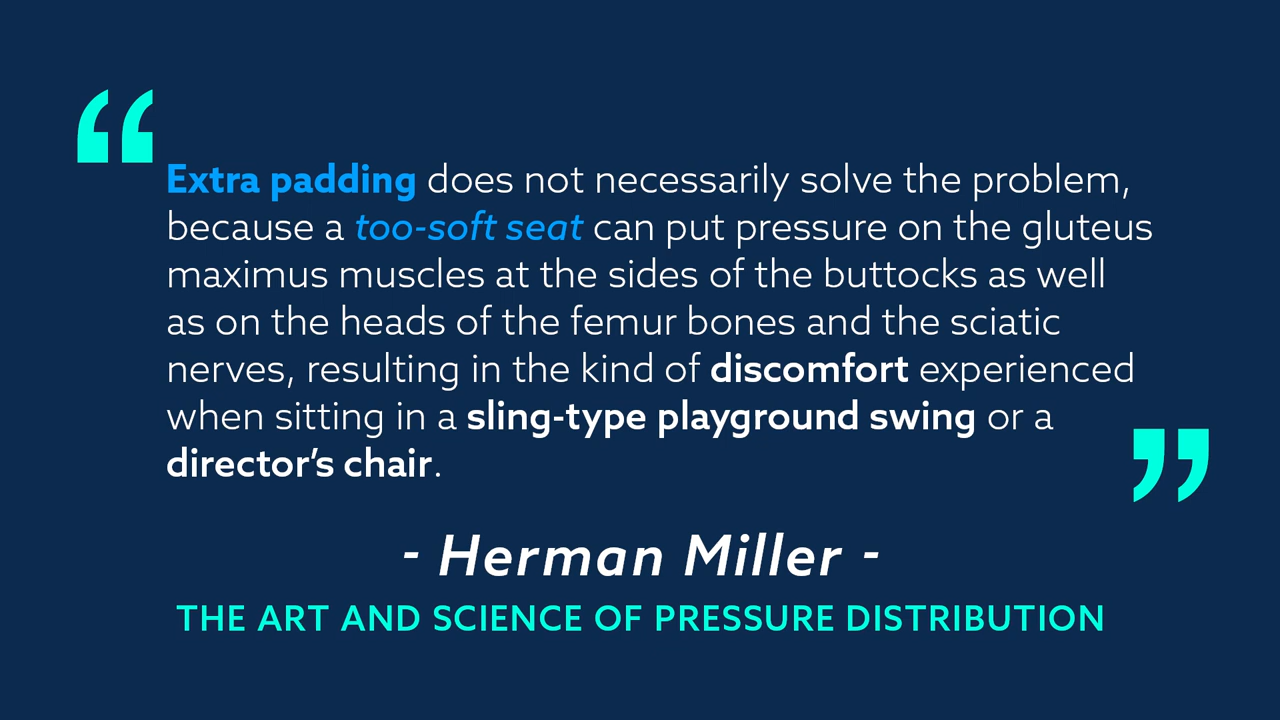 “
Extra padding does not necessarily solve the problem,
because a too-soft seat can put pressure on the gluteus
maximus muscles at the sides of the buttocks as well
as on the heads of the femur bones and the sciatic
nerves, resulting in the kind of discomfort experienced
when sitting in a sling-type playground swing or a
director’s chair.
”
- Herman Miller -
THE ART AND SCIENCE OF PRESSURE DISTRIBUTION